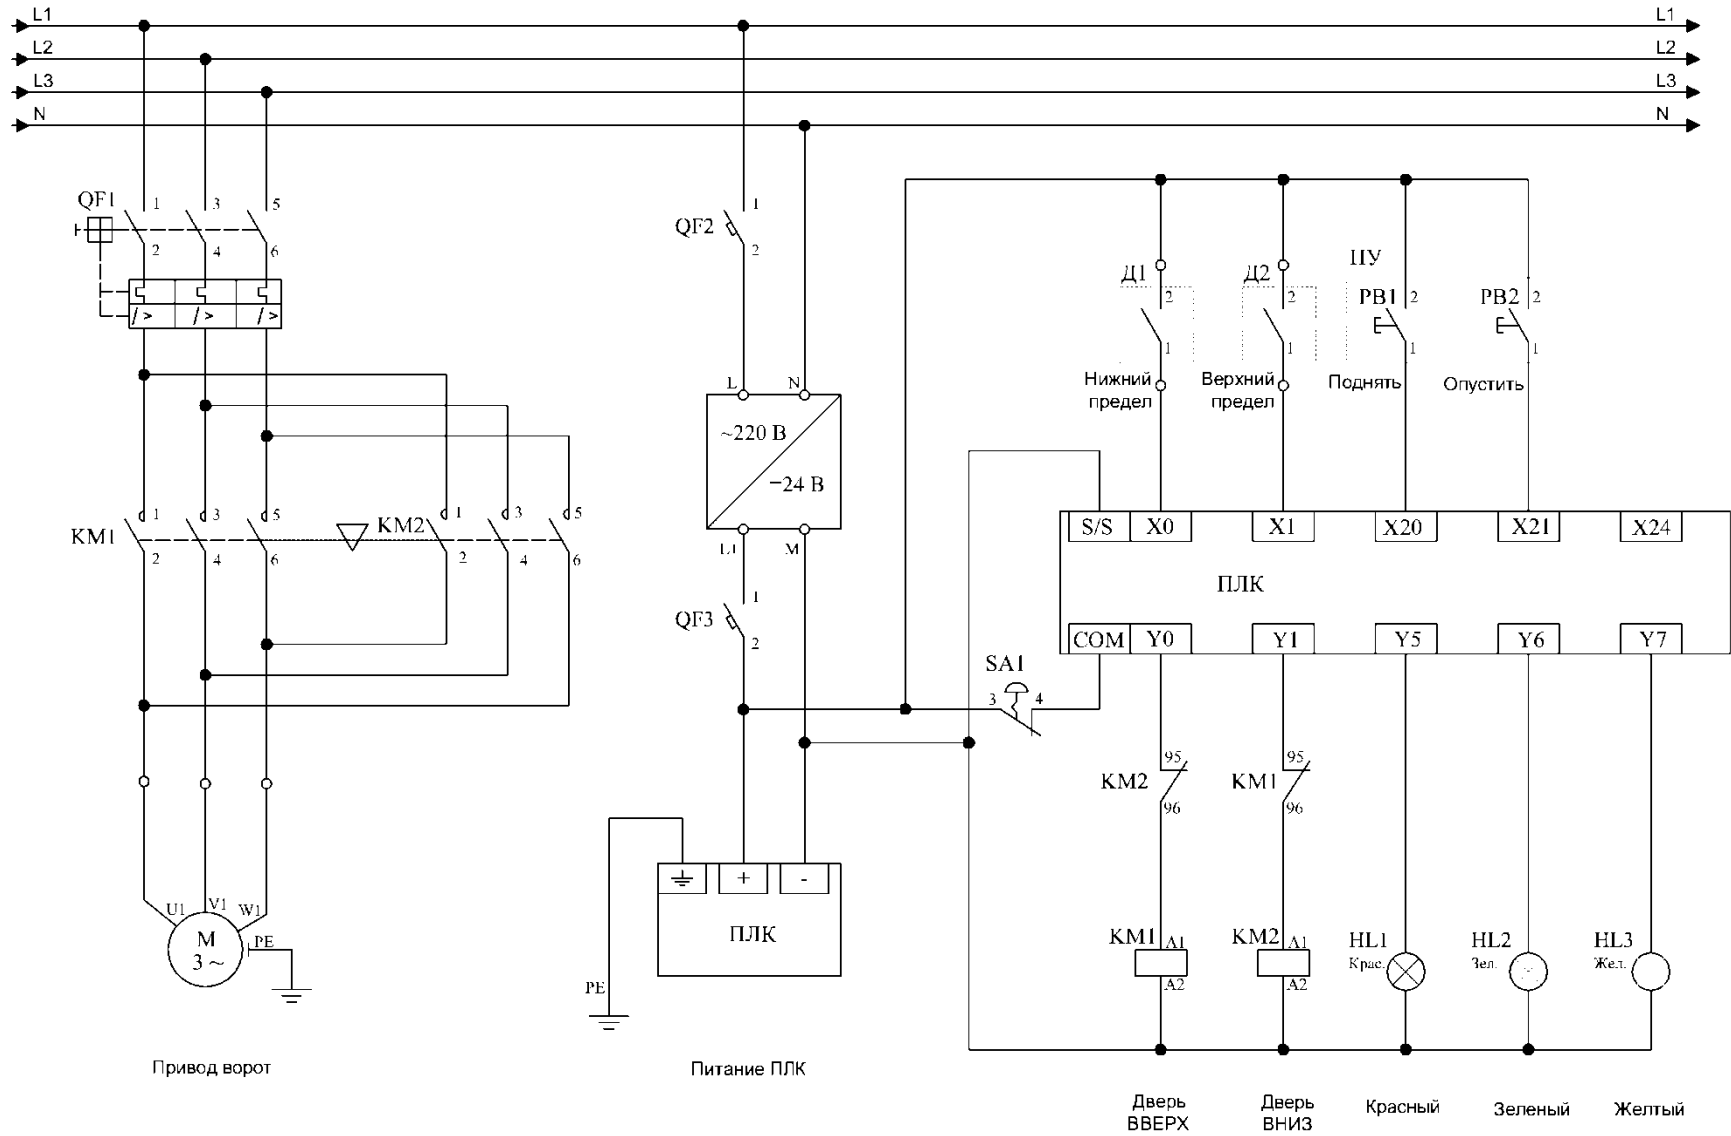 L1 L1
L2 L2
L3 L3
N N
QF1 1 3 5
2 4 6
/> /> />
KM1 1 3 5
2 4 6
KM2 1 3 5
2 4 6
U1 V1 W1
M
3 ~
PE
Привод ворот
QF2 1
2
L N
~220 В
24 В
L1 M
QF3 1
2
+ -
ПЛК
PE
Питание ПЛК
Д1 2
1
Нижний
предел
Д2 2
1
Верхний
предел
ПУ
PB1 2
1
Поднять
PB2 2
1
Опустить
S/S X0 X1 X20 X21 X24
ПЛК
COM Y0 Y1 Y5 Y6 Y7
SA1
3 4
KM2 95
96
KM1 95
96
KM1 A1
A2
KM2 A1
A2
HL1
Крас.
HL2
Зел.
HL3
Жел.
Дверь
ВВЕРХ
Дверь
ВНИЗ
Красный
Зеленый
Желтый